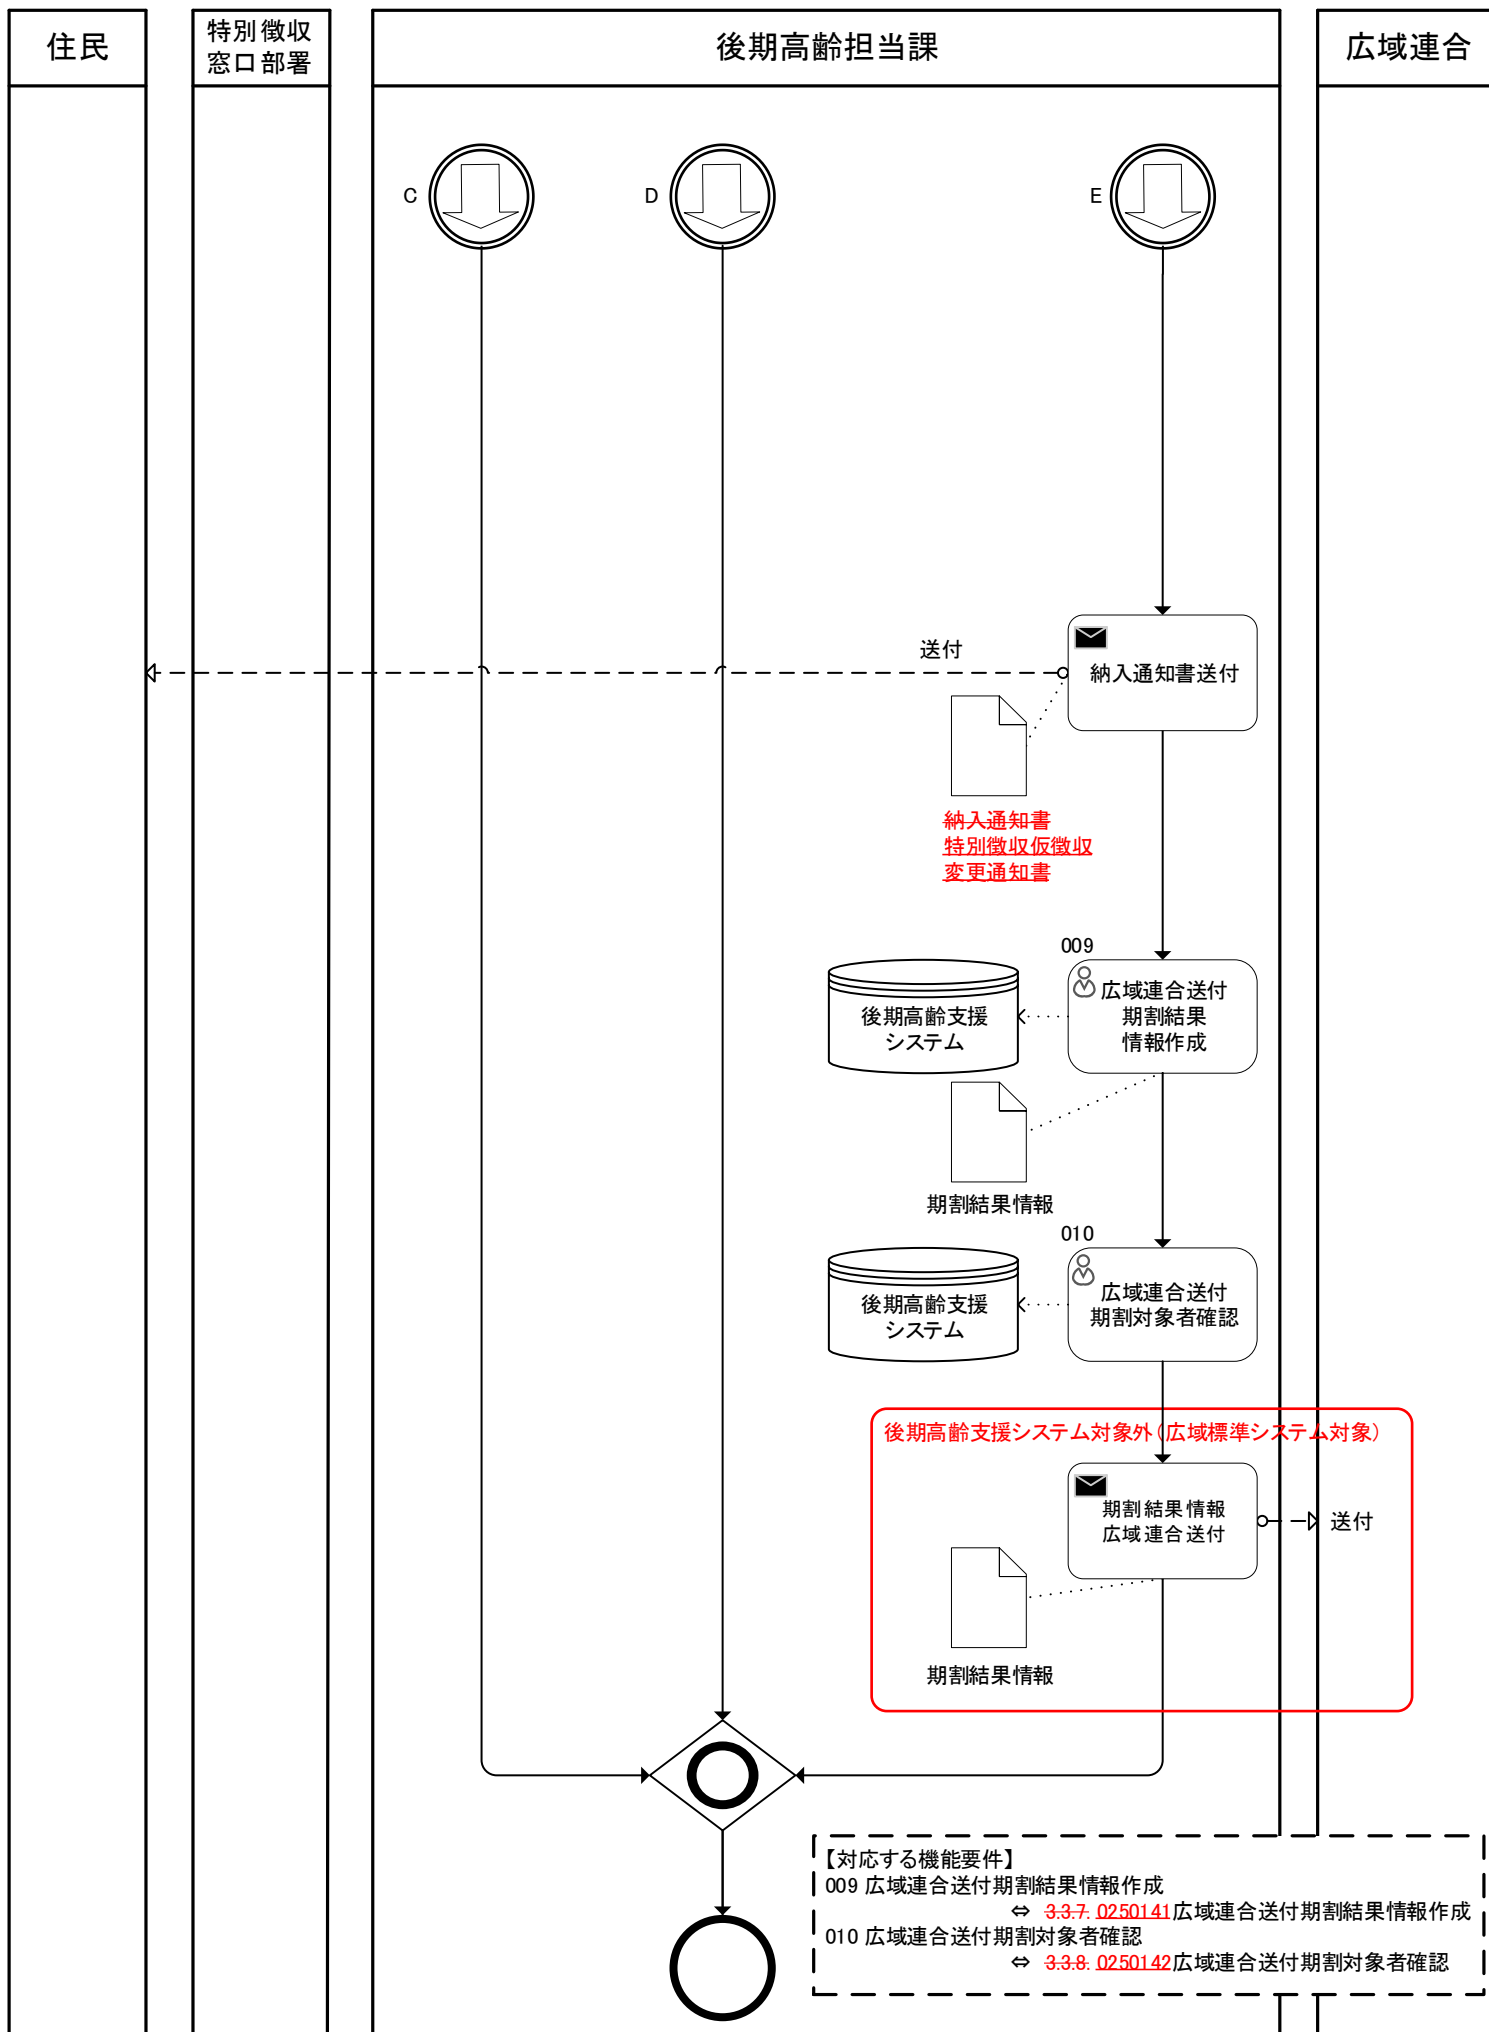 住民
特別徴収
窓口部署
後期高齢担当課
広域連合
C
D
E
送付
納入通知書送付
納入通知書
特別徴収仮徴収
変更通知書
009
広域連合送付
期割結果
情報作成
後期高齢支援
システム
期割結果情報
010
広域連合送付
期割対象者確認
後期高齢支援
システム
後期高齢支援システム対象外（広域標準システム対象）
期割結果情報
広域連合送付
送付
期割結果情報
【対応する機能要件】
009 広域連合送付期割結果情報作成
⇔ 3.3.7. 0250141広域連合送付期割結果情報作成
010 広域連合送付期割対象者確認
⇔ 3.3.8. 0250142広域連合送付期割対象者確認